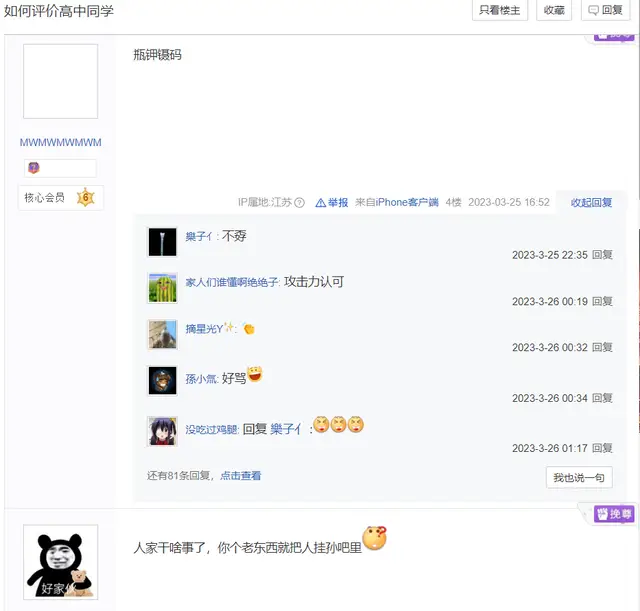 如何评价高中同学
只看楼主 收藏 回复
瓶钾镊码
MWMWMWMWM
核心会员 6
IP属地:江苏 举报 来自iPhone客户端 4楼 2023-03-25 16:52 收起回复
樂子亻: 不孬
2023-3-25 22:35 回复
家人们谁懂啊绝绝子: 攻击力认可
2023-3-26 00:19 回复
摘星光Y✨: 👏
2023-3-26 00:32 回复
孫小氚: 好骂
2023-3-26 00:34 回复
没吃过鸡腿: 回复 樂子亻 :
2023-3-26 01:17 回复
还有81条回复，点击查看
我也说一句
挽尊
人家干啥事了，你个老东西就把人挂孙吧里
好家伙